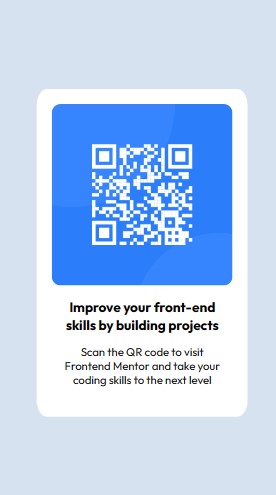 Improve your front-end
skills by building projects
Scan the QR code to visit
Frontend Mentor and take your
coding skills to the next level